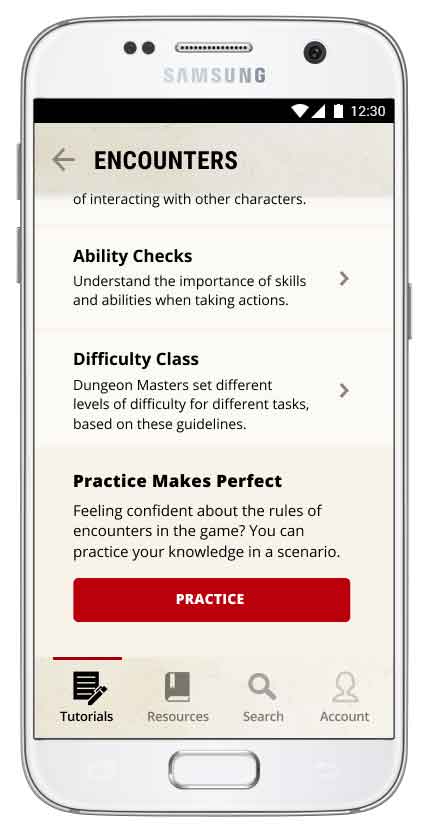 SAMSUNG
12:30
ENCOUNTERS
of interacting with other characters.
Ability Checks
Understand the importance of skills
and abilities when taking actions.
Difficulty Class
Dungeon Masters set different
levels of difficulty for different tasks,
based on these guidelines.
Practice Makes Perfect
Feeling confident about the rules of
encounters in the game? You can
practice your knowledge in a scenario.
PRACTICE
Tutorials Resources Search Account